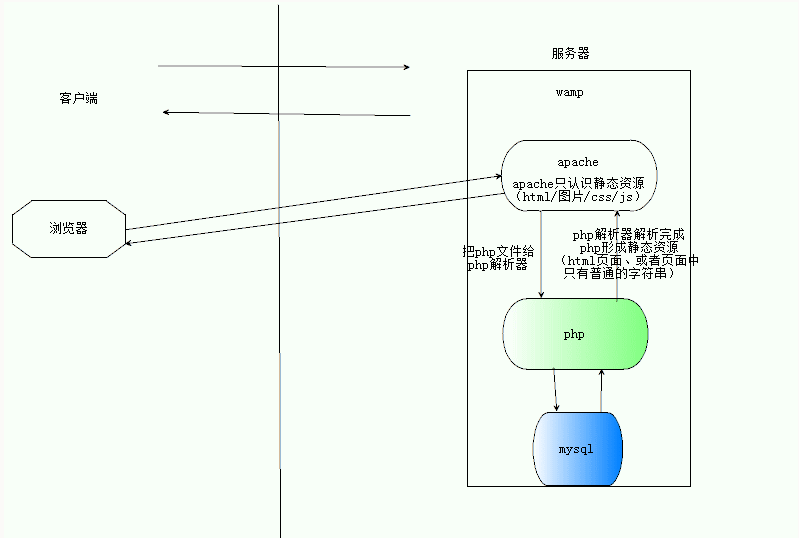 服务器
wamp
客户端
apache
apache只认识静态资源
（html/图片/css/js）
浏览器
把php文件给
php解析器
php解析器解析完成
php形成静态资源
（html页面、或者页面中
只有普通的字符串）
php
mysql